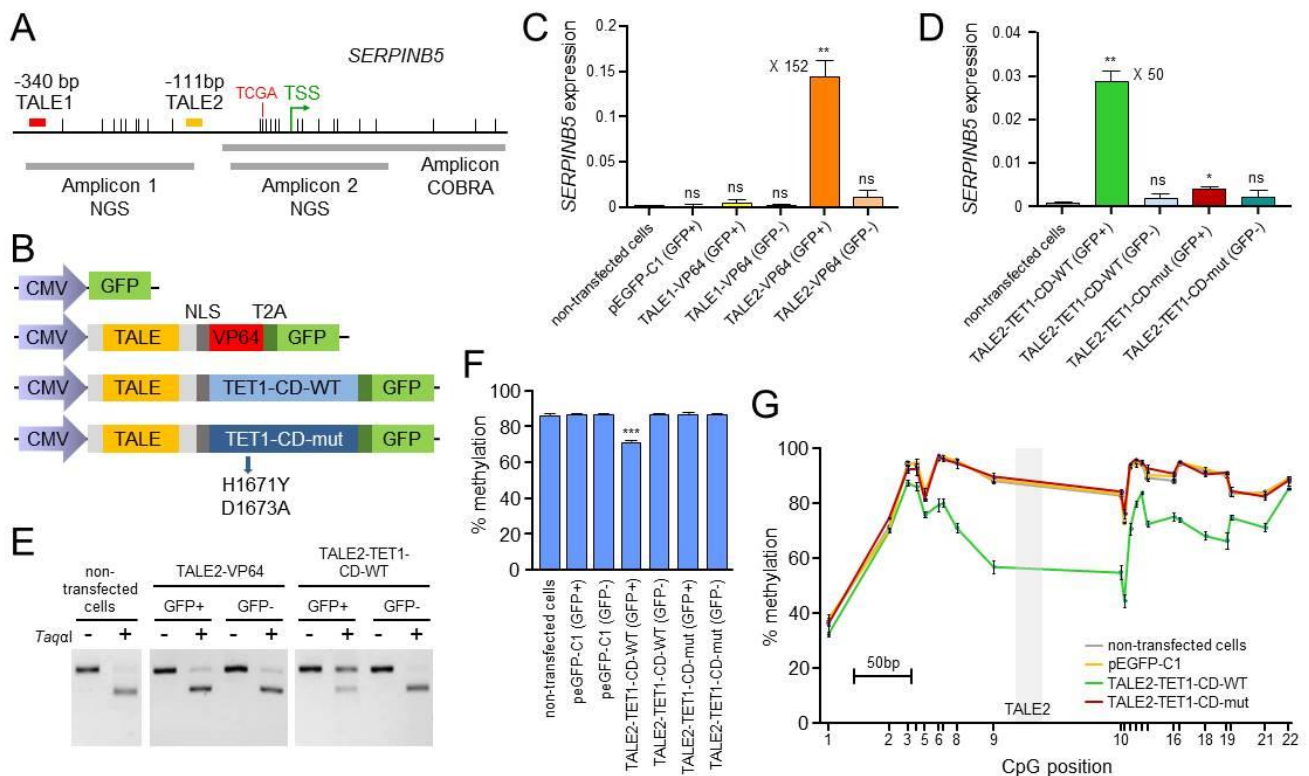 A
SERPINB5
-340 bp
TALE1
-111bp
TALE2
TCGA
TSS
Amplicon 1
NGS
Amplicon 2
NGS
Amplicon
COBRA
B
CMV
GFP
NLS
T2A
CMV
TALE
VP64
GFP
CMV
TALE
TET1-CD-WT
GFP
CMV
TALE
TET1-CD-mut
GFP
H1671Y
D1673A
C
SERPINB5 expression
0.2
0.15
0.1
0.05
0
ns
ns
ns
X 152
**
ns
non-transfected cells
pEGFP-C1 (GFP+)
TALE1-VP64 (GFP+)
TALE1-VP64 (GFP-)
TALE2-VP64 (GFP+)
TALE2-VP64 (GFP-)
D
SERPINB5 expression
0.04
0.03
0.02
0.01
0
**
X 50
ns
*
ns
non-transfected cells
TALE2-TET1-CD-WT (GFP+)
TALE2-TET1-CD-WT (GFP-)
TALE2-TET1-CD-mut (GFP+)
TALE2-TET1-CD-mut (GFP-)
E
non-
transfected
cells
TALE2-VP64
TALE2-TET1-
CD-WT
GFP+
GFP-
GFP+
GFP-
TaqαI
- + - + - + - + - +
F
% methylation
100
80
60
40
20
0
***
non-transfected cells
peGFP-C1 (GFP+)
peGFP-C1 (GFP-)
TALE2-TET1-CD-WT (GFP+)
TALE2-TET1-CD-WT (GFP-)
TALE2-TET1-CD-mut (GFP+)
TALE2-TET1-CD-mut (GFP-)
G
% methylation
100
80
60
40
20
0
50bp
TALE2
non-transfected cells
pEGFP-C1
TALE2-TET1-CD-WT
TALE2-TET1-CD-mut
1 2 3 5 6 8 9 10 16 18 19 21 22
CpG position